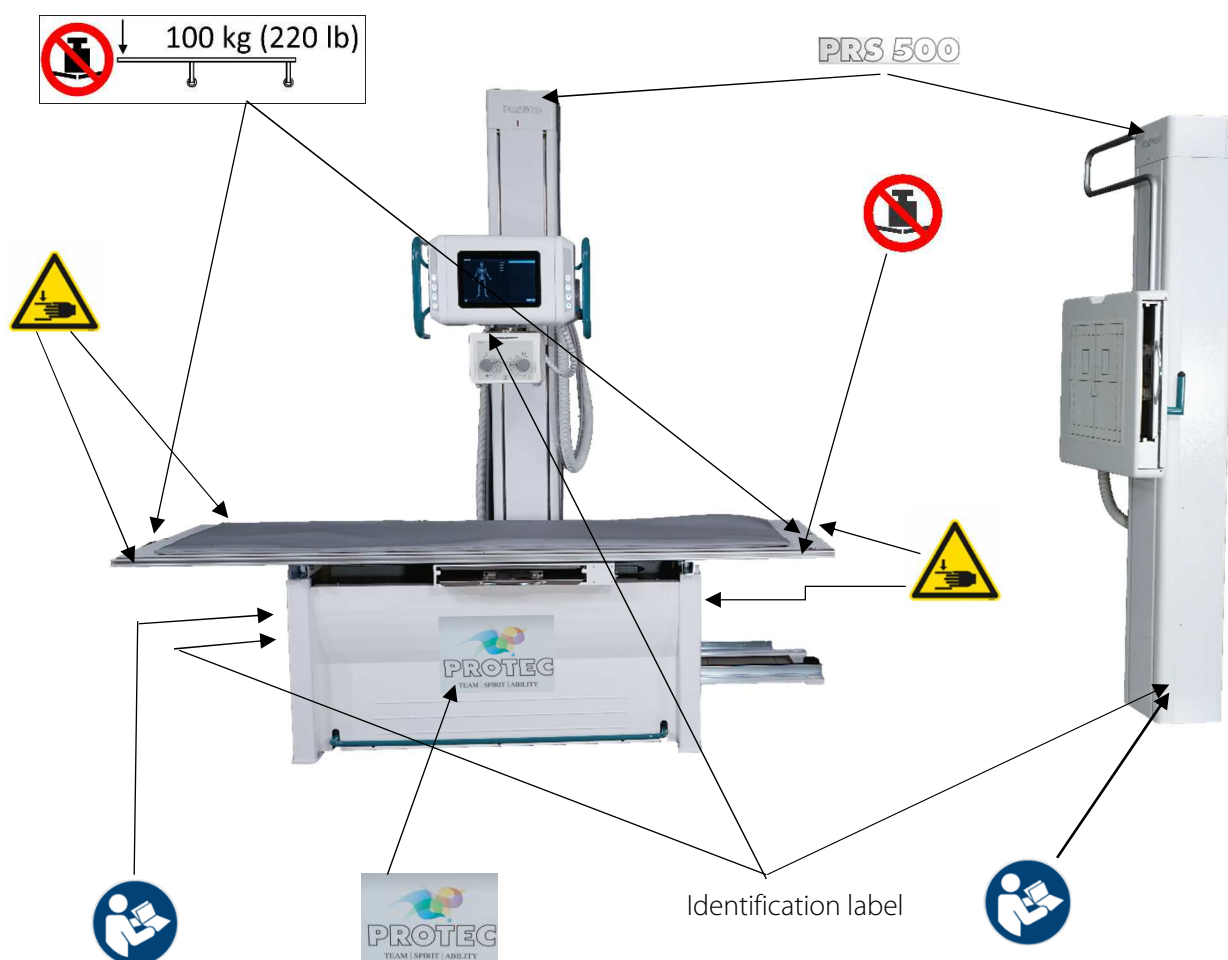 100 kg (220 lb)
PRS 500
PROTEC
TEAM | SPIRIT | ABILITY
Identification label
PROTEC
TEAM | SPIRIT | ABILITY